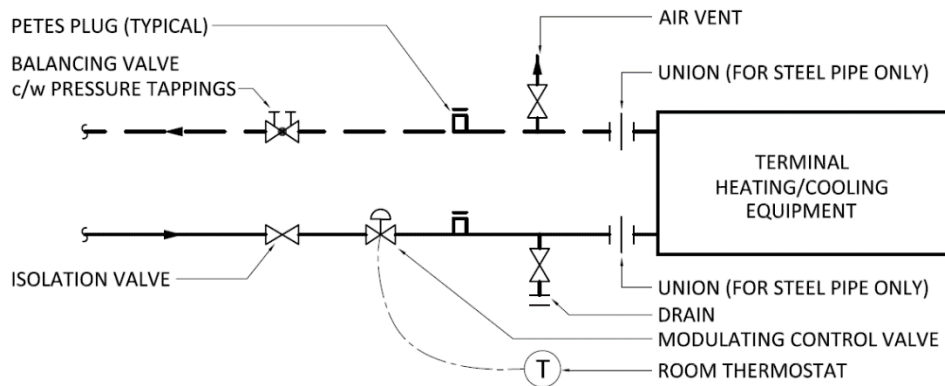 PETES PLUG (TYPICAL)
AIR VENT
BALANCING VALVE
c/w PRESSURE TAPPINGS
UNION (FOR STEEL PIPE ONLY)
TERMINAL
HEATING/COOLING
EQUIPMENT
ISOLATION VALVE
UNION (FOR STEEL PIPE ONLY)
DRAIN
MODULATING CONTROL VALVE
T
ROOM THERMOSTAT